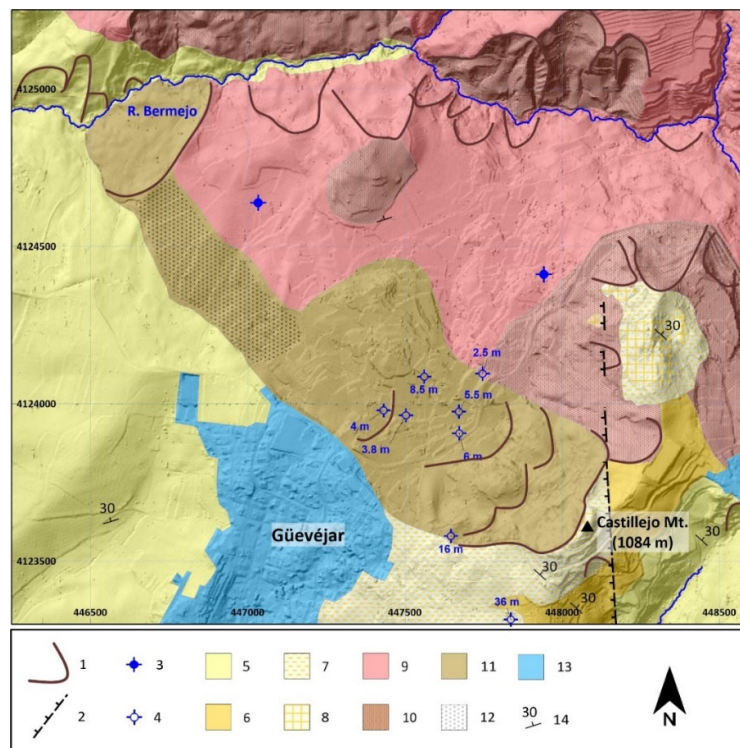 4125000
R. Bermejo
4124500
30
2.5 m
8.5 m
5.5 m
4124000
4 m
3.8 m
6 m
30
Güevéjar
Castillejo Mt.
(1084 m)
30
4123500
16 m
30
36 m
30
446500 447000 447500 448000 448500
1 3 5 7 9 11 13
2 4 6 8 10 12 30 14
N